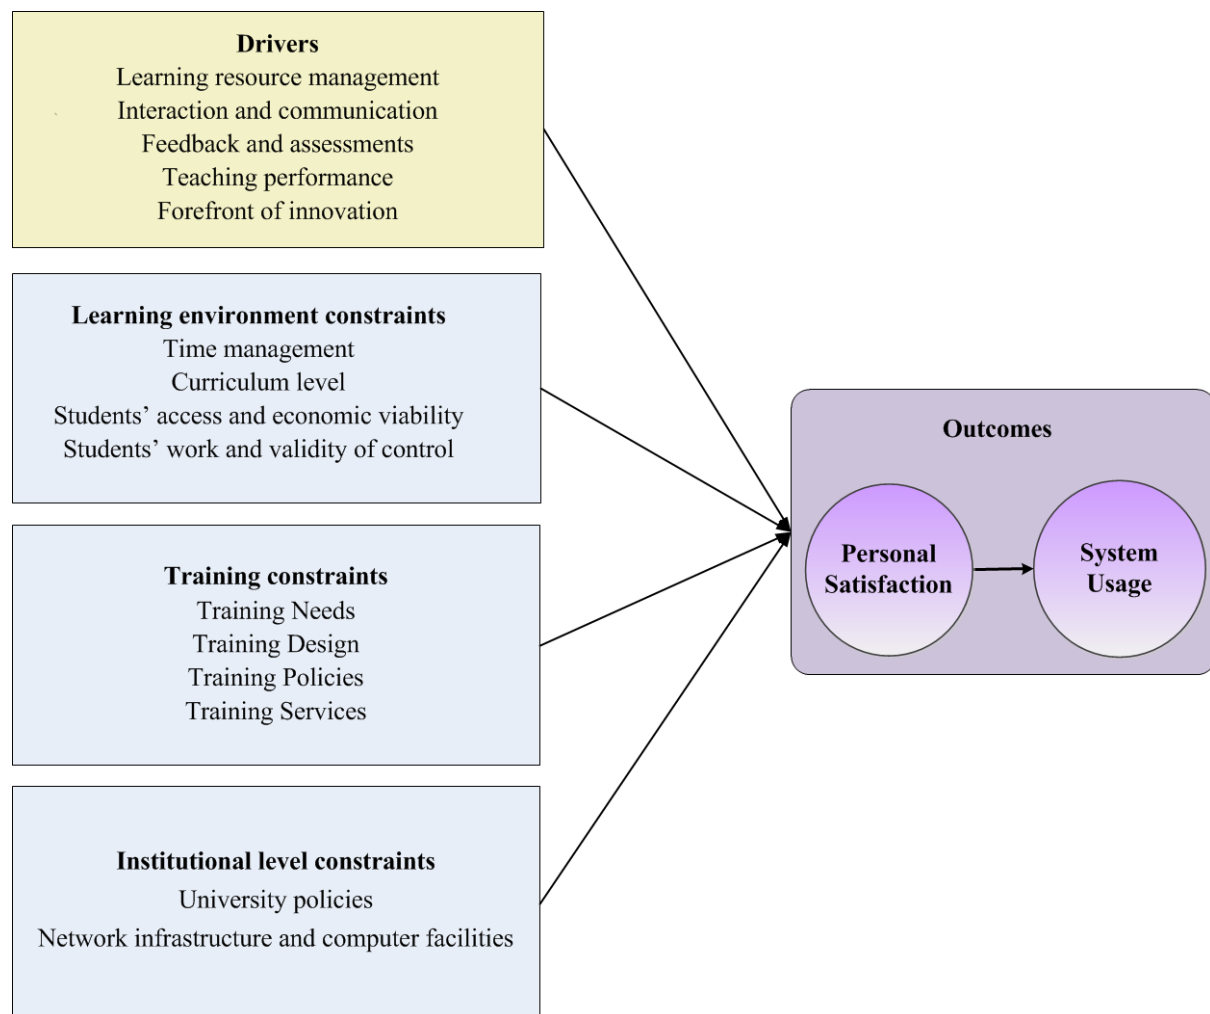 Drivers
Learning resource management
Interaction and communication
Feedback and assessments
Teaching performance
Forefront of innovation
Learning environment constraints
Time management
Curriculum level
Students’ access and economic viability
Students’ work and validity of control
Training constraints
Training Needs
Training Design
Training Policies
Training Services
Institutional level constraints
University policies
Network infrastructure and computer facilities
Outcomes
Personal
Satisfaction
System
Usage